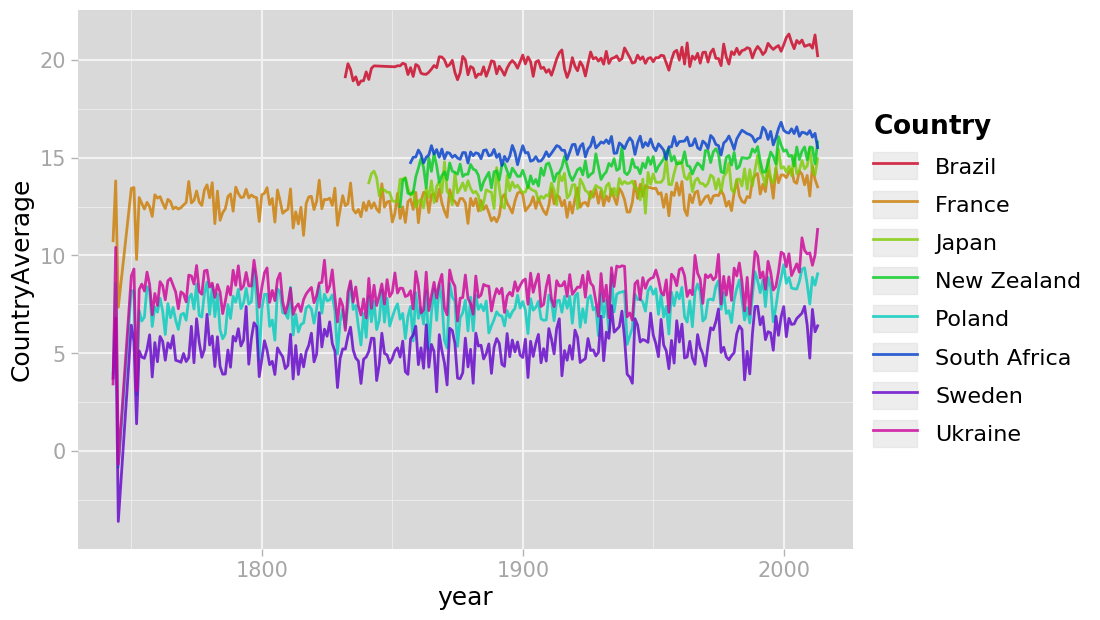 20
15
10
5
0
CountryAverage
1800
1900
2000
year
Country
Brazil
France
Japan
New Zealand
Poland
South Africa
Sweden
Ukraine